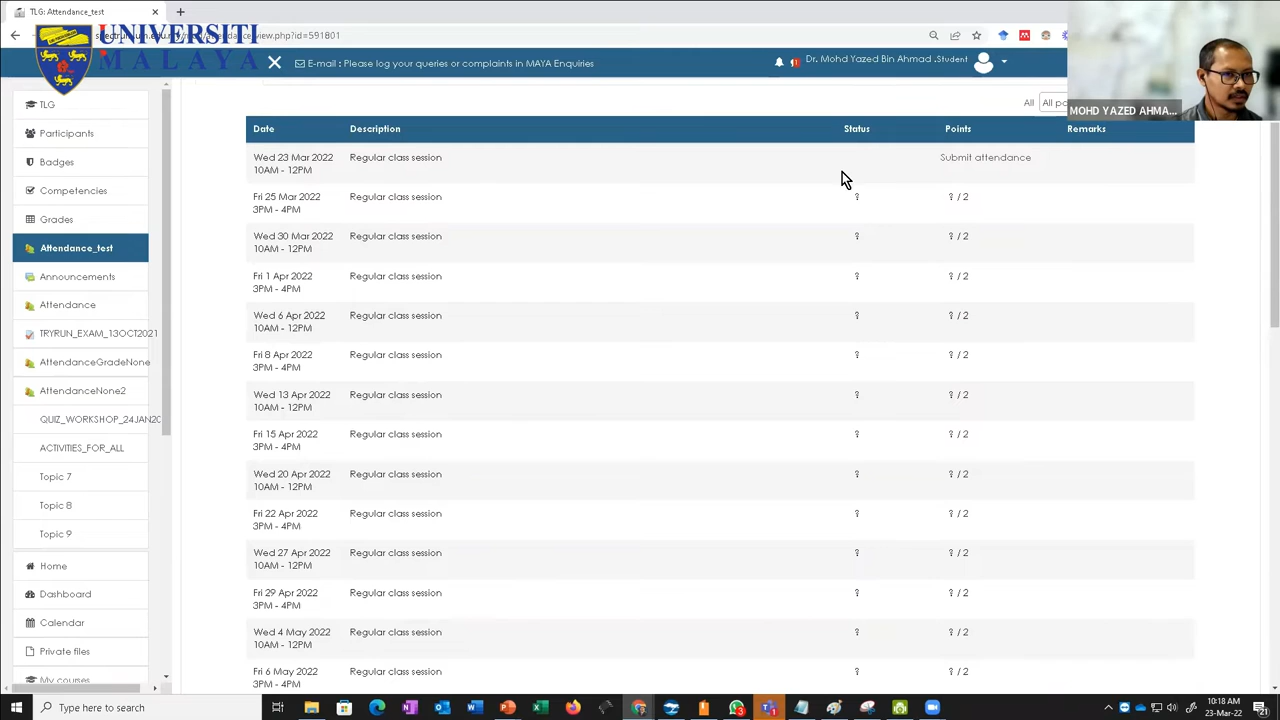 TLG: Attendance_test
UNIVERSITI
MALAYA
view.php?id=591801
E-mail : Please log your queries or complaints in MAYA Enquiries
Dr. Mohd Yazed Bin Ahmad .Student
MOHD YAZED AHMA...
TLG
Participants
Badges
Competencies
Grades
Attendance_test
Announcements
Attendance
TRYRUN_EXAM_13OCT2021
AttendanceGradeNone
AttendanceNone2
QUIZ_WORKSHOP_24JAN20
ACTIVITIES_FOR_ALL
Topic 7
Topic 8
Topic 9
Home
Dashboard
Calendar
Private files
My courses
All All pa
Date Description Status Points Remarks
Wed 23 Mar 2022 Regular class session Submit attendance
10AM - 12PM
Fri 25 Mar 2022 Regular class session ? ? / 2
3PM - 4PM
Wed 30 Mar 2022 Regular class session ? ? / 2
10AM - 12PM
Fri 1 Apr 2022 Regular class session ? ? / 2
3PM - 4PM
Wed 6 Apr 2022 Regular class session ? ? / 2
10AM - 12PM
Fri 8 Apr 2022 Regular class session ? ? / 2
3PM - 4PM
Wed 13 Apr 2022 Regular class session ? ? / 2
10AM - 12PM
Fri 15 Apr 2022 Regular class session ? ? / 2
3PM - 4PM
Wed 20 Apr 2022 Regular class session ? ? / 2
10AM - 12PM
Fri 22 Apr 2022 Regular class session ? ? / 2
3PM - 4PM
Wed 27 Apr 2022 Regular class session ? ? / 2
10AM - 12PM
Fri 29 Apr 2022 Regular class session ? ? / 2
3PM - 4PM
Wed 4 May 2022 Regular class session ? ? / 2
10AM - 12PM
Fri 6 May 2022 Regular class session ? ? / 2
3PM - 4PM
Type here to search
10:18 AM
23-Mar-22